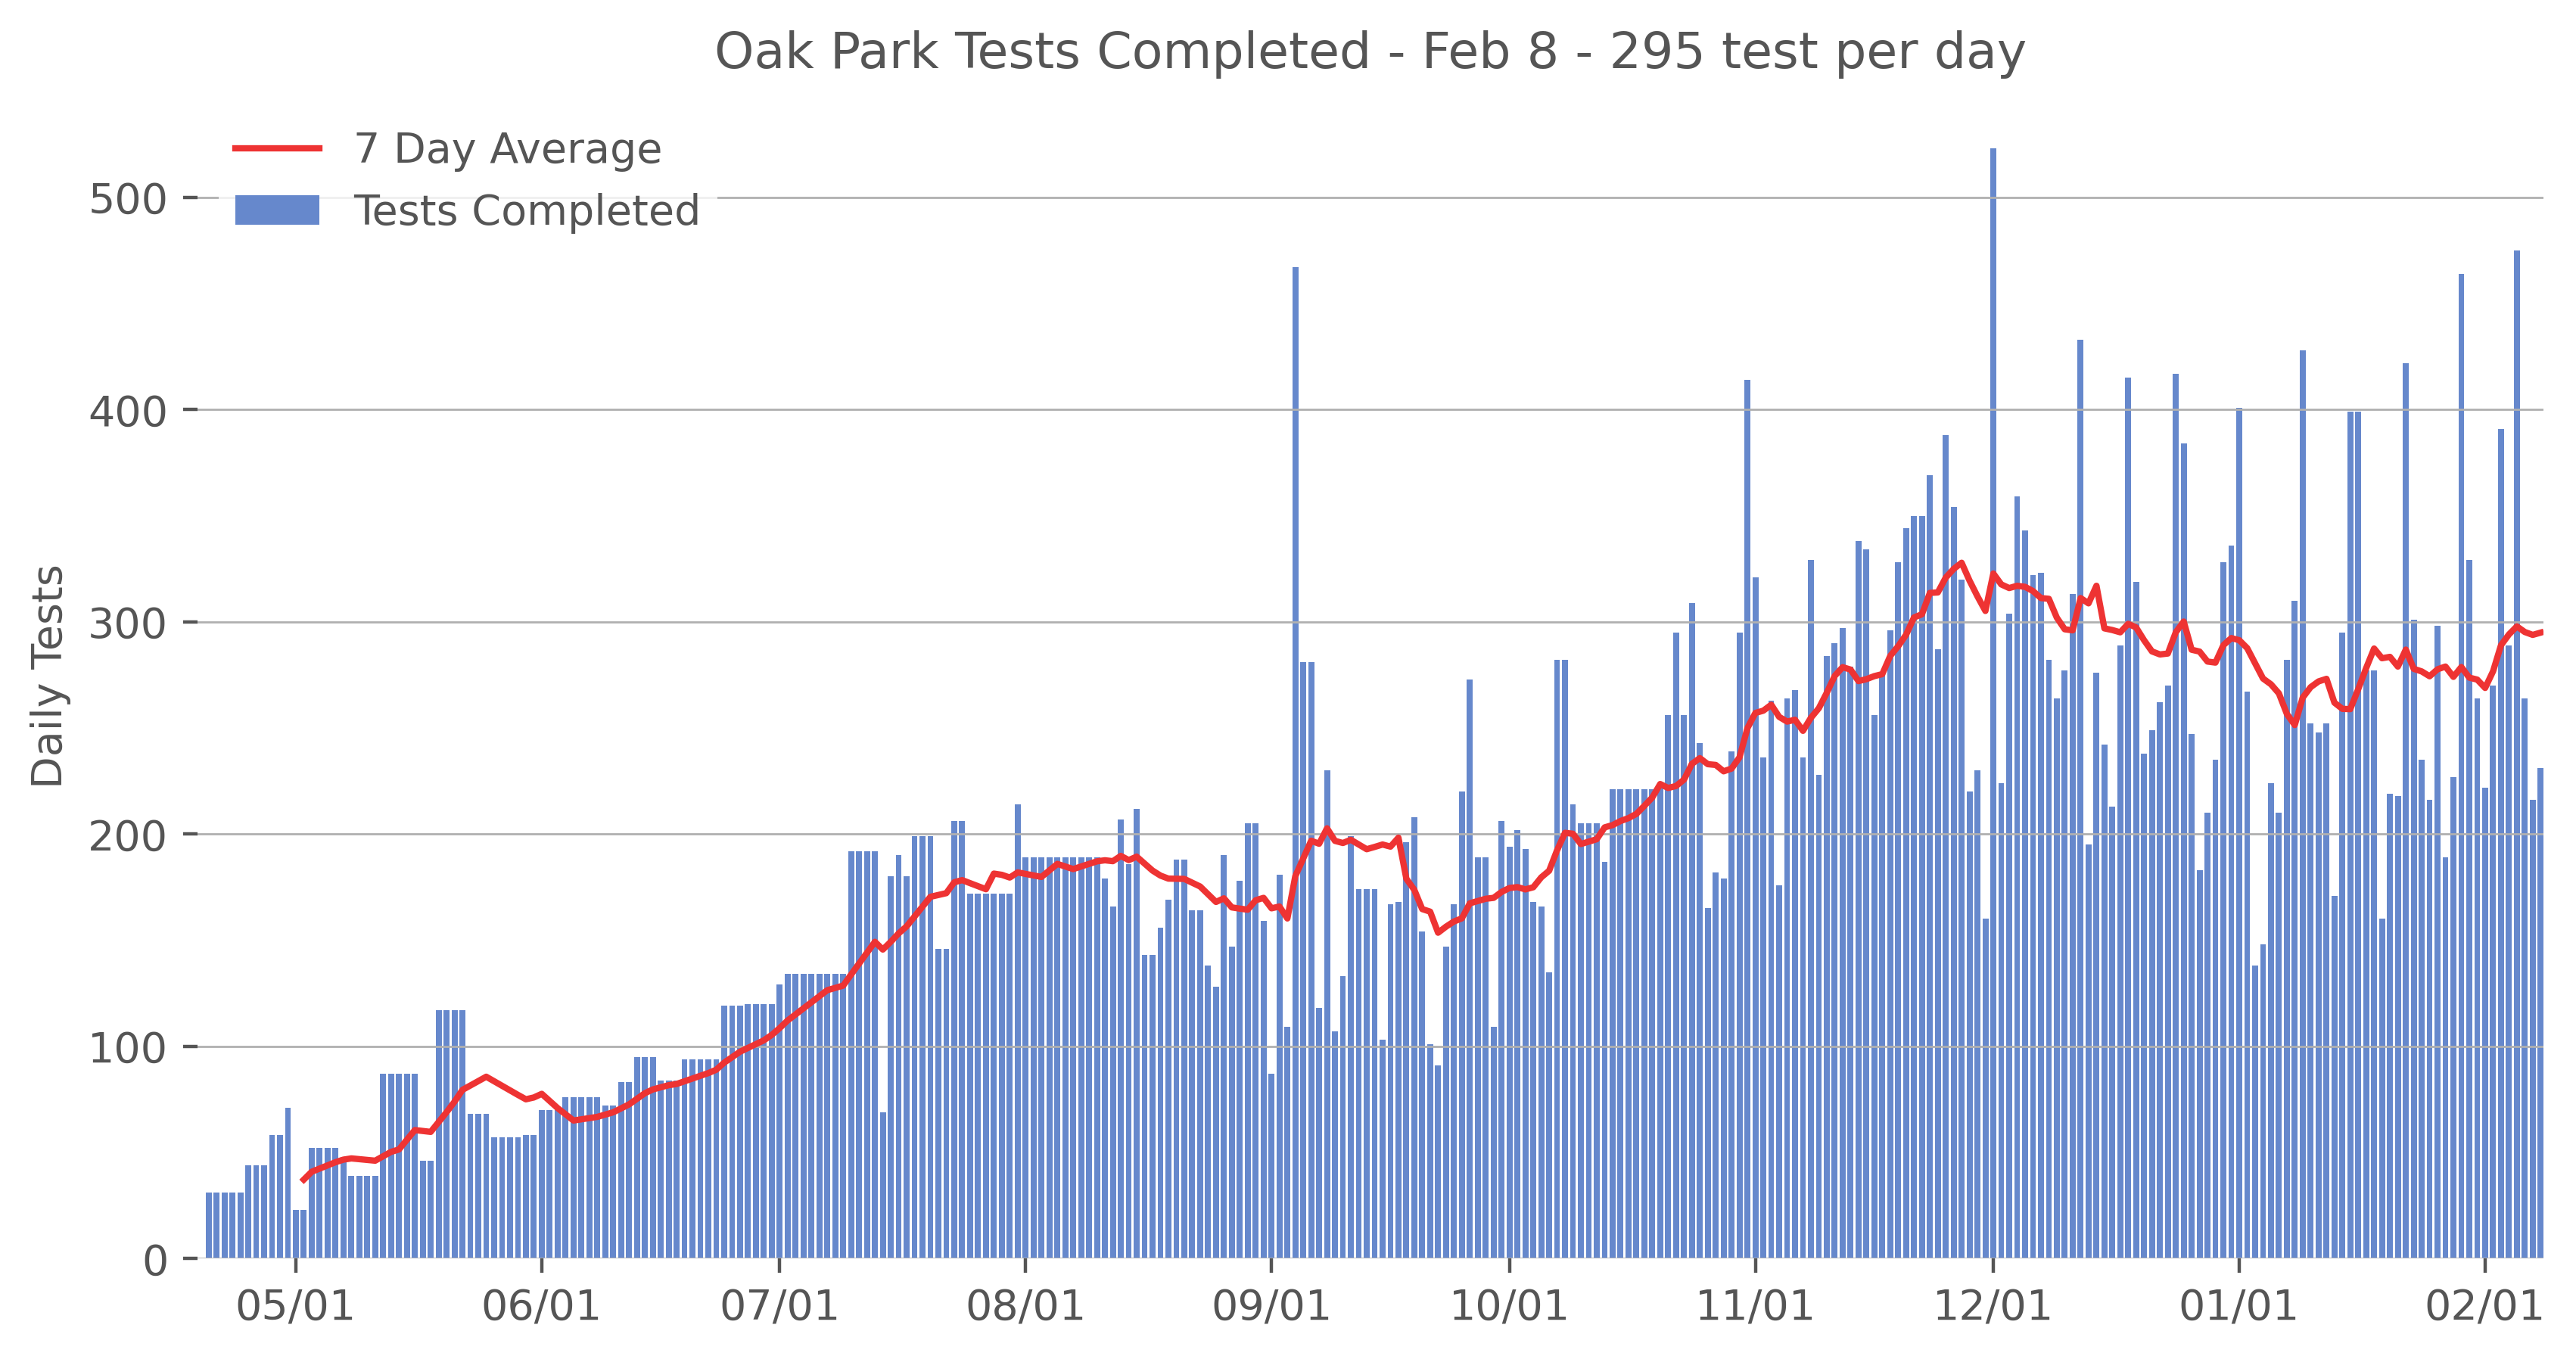 Oak Park Tests Completed - Feb 8 - 295 test per day
7 Day Average
Tests Completed
Daily Tests
500
400
300
200
100
0
05/01 06/01 07/01 08/01 09/01 10/01 11/01 12/01 01/01 02/01